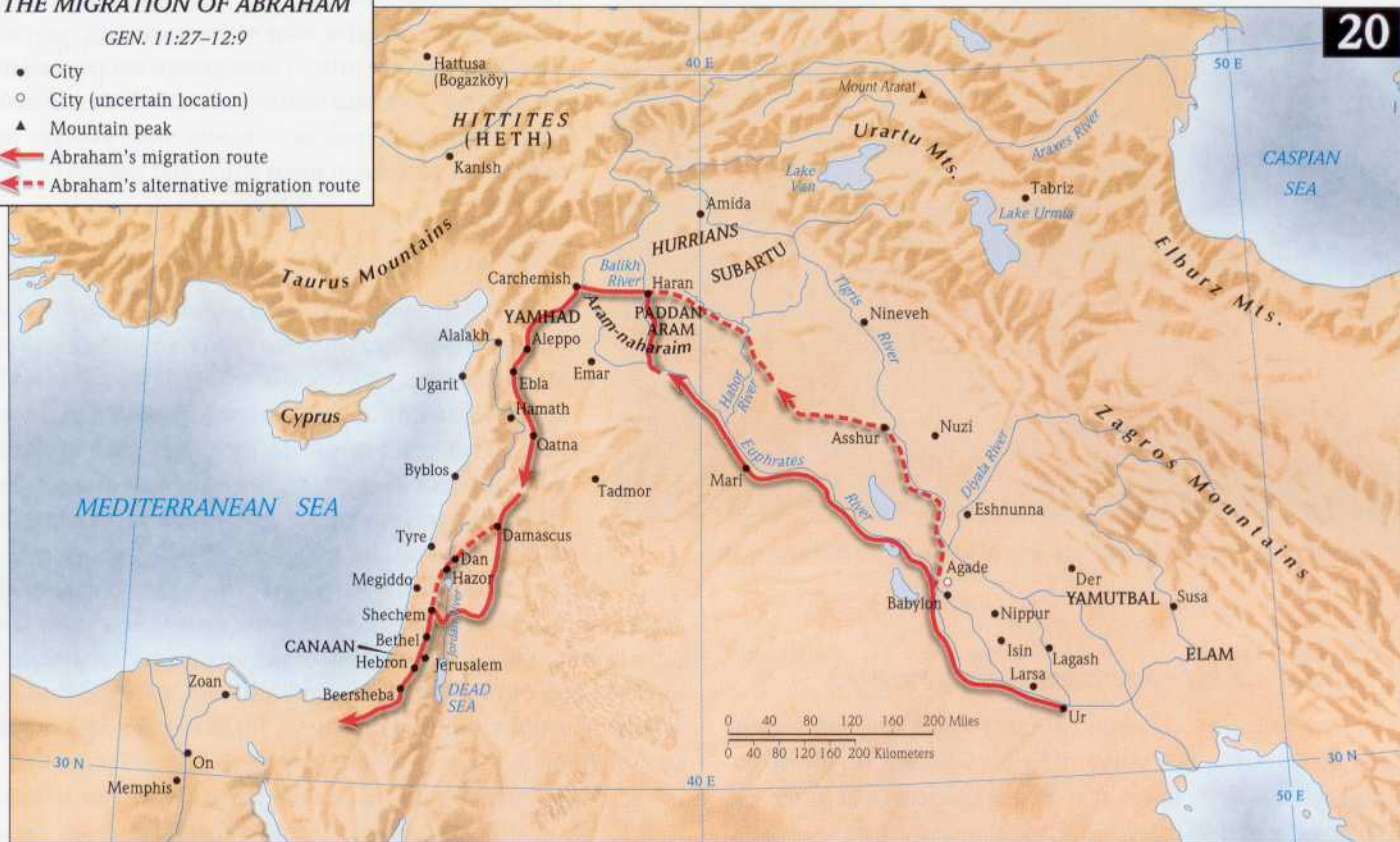 THE MIGRATION OF ABRAHAM
GEN. 11:27–12:9
City
City (uncertain location)
Mountain peak
Abraham's migration route
Abraham's alternative migration route
20
40 E
50 E
Hattusa
(Bogazköy)
HITTITES
(HETH)
Kanish
Mount Ararat
Urartu Mts.
Araxes River
CASPIAN
SEA
Lake
Van
Tabriz
Lake Urmia
Amida
HURRIANS
SUBARTU
Elburz Mts.
Taurus Mountains
Carchemish
Balikh
River
Haran
Tigris
River
Nineveh
YAMHAD
PADDAN
ARAM
Aram-naharaim
Alalakh
Aleppo
Emar
Ugarit
Ebla
Habor
River
Cyprus
Hamath
Qatna
Asshur
Nuzi
Zagros Mountains
Byblos
Tadmor
Mari
Euphrates
River
Diyala River
MEDITERRANEAN SEA
Eshnunna
Tyre
Damascus
Dan
Hazor
Megiddo
Agade
Babylon
Der
YAMUTBAL
Susa
Shechem
Jordan River
Nippur
Bethel
CANAAN
Isin
Lagash
ELAM
Hebron
Jerusalem
Larsa
Zoan
Beersheba
DEAD
SEA
Ur
0 40 80 120 160 200 Miles
0 40 80 120 160 200 Kilometers
30 N
On
Memphis
40 E
30 N
50 E